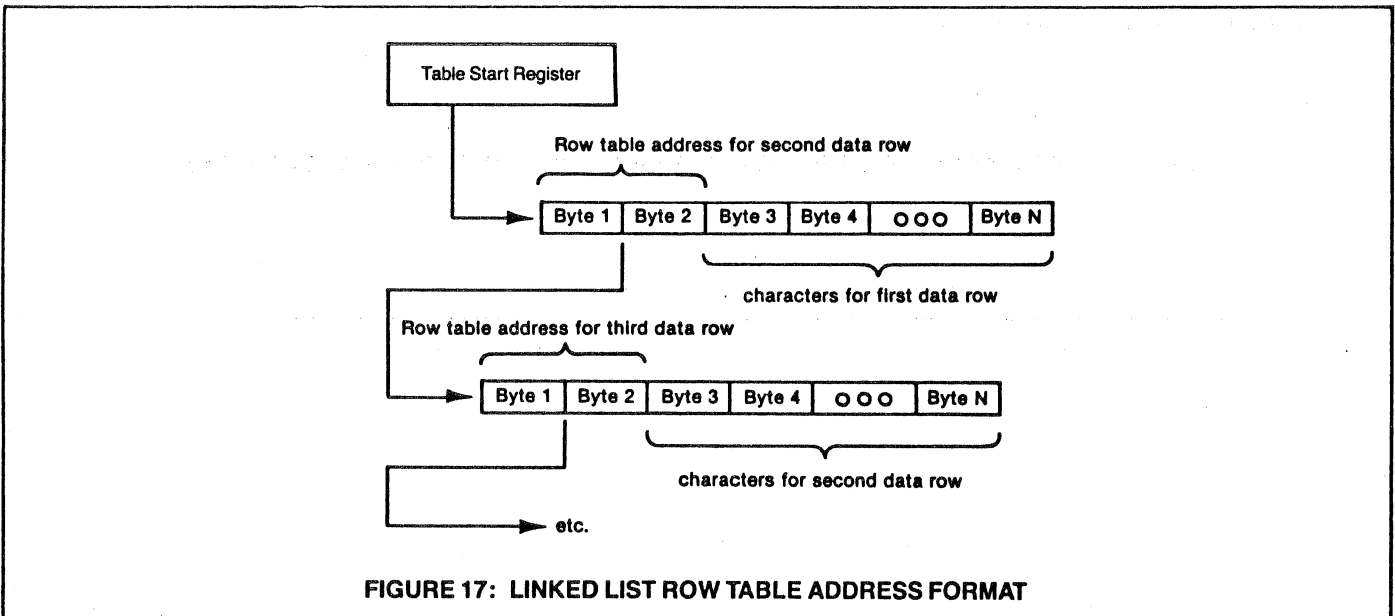 Table Start Register
Row table address for second data row
Byte 1 Byte 2 Byte 3 Byte 4 O O O Byte N
characters for first data row
Row table address for third data row
Byte 1 Byte 2 Byte 3 Byte 4 O O O Byte N
characters for second data row
etc.
FIGURE 17: LINKED LIST ROW TABLE ADDRESS FORMAT